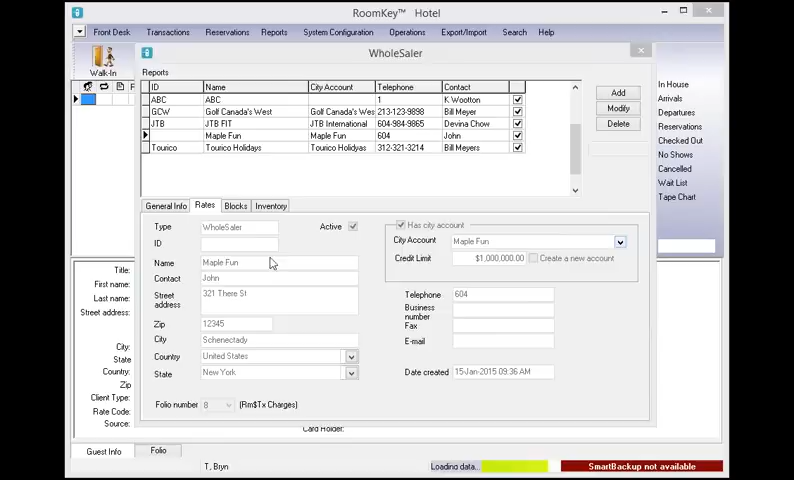 RoomKey™ Hotel
Front Desk Transactions Reservations Reports System Configuration Operations Export/Import Search Help
WholeSaler
Walk-In
Reports
ID Name City Account Telephone Contact
ABC ABC 1 K Wootton
GCW Golf Canada's West Golf Canada's Wes 213-123-9898 Bill Meyer
JTB JTB FIT JTB International 604-984-9865 Devina Chow
Maple Fun Maple Fun 604 John
Tourico Tourico Holidays Tourico Holidyas 312-321-3214 Bill Meyers
Add
Modify
Delete
In House
Arrivals
Departures
Reservations
Checked Out
No Shows
Cancelled
Wait List
Tape Chart
General Info Rates Blocks Inventory
Type WholeSaler Active
ID
Name Maple Fun
Contact John
Street address 321 There St
Zip 12345
City Schenectady
Country United States
State New York
Folio number 8 (Rm$Tx Charges)
Has city account
City Account Maple Fun
Credit Limit $1,000,000.00 Create a new account
Telephone 604
Business number
Fax
E-mail
Date created 15-Jan-2015 09:36 AM
Title:
First name:
Last name:
Street address:
City:
State
Country:
Zip
Client Type:
Rate Code:
Source:
Card Holder:
Guest Info Folio
T, Bryn Loading data... SmartBackup not available